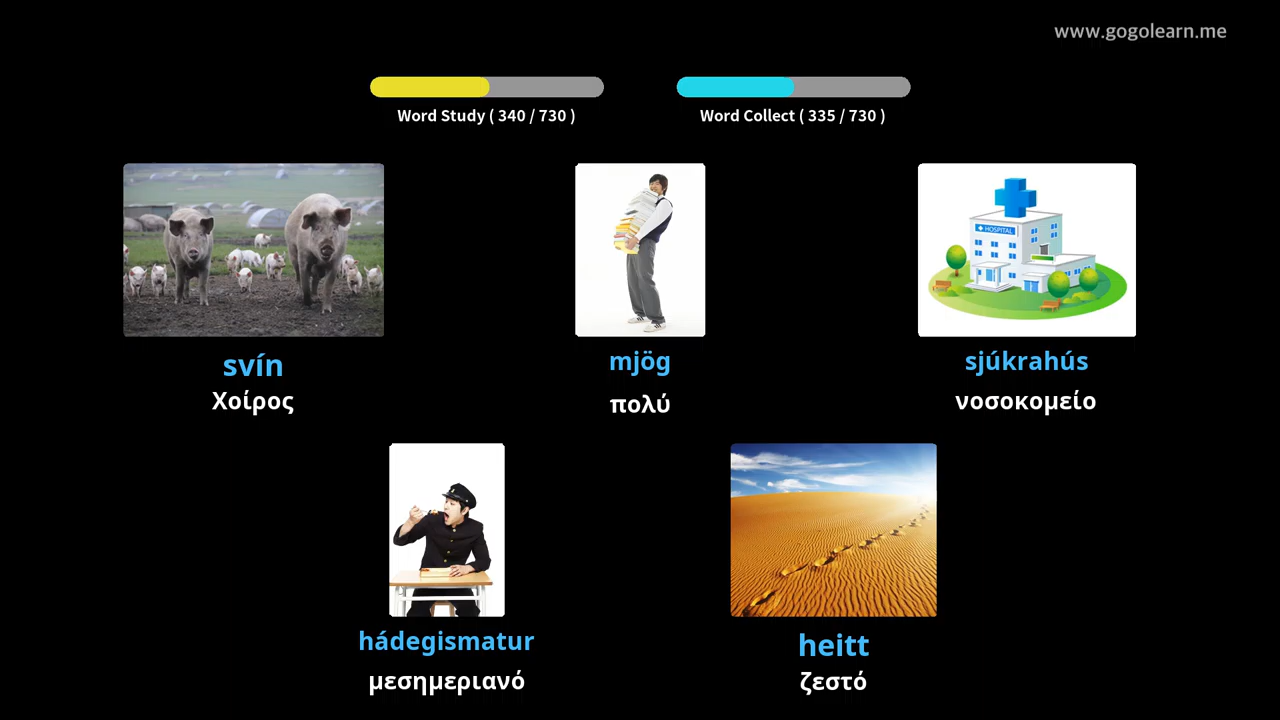 www.gogolearn.me
Word Study ( 340 / 730 )
Word Collect ( 335 / 730 )
HOSPITAL
svín
Χοίρος
mjög
πολύ
sjúkrahús
νοσοκομείο
hádegismatur
μεσημεριανό
heitt
ζεστό